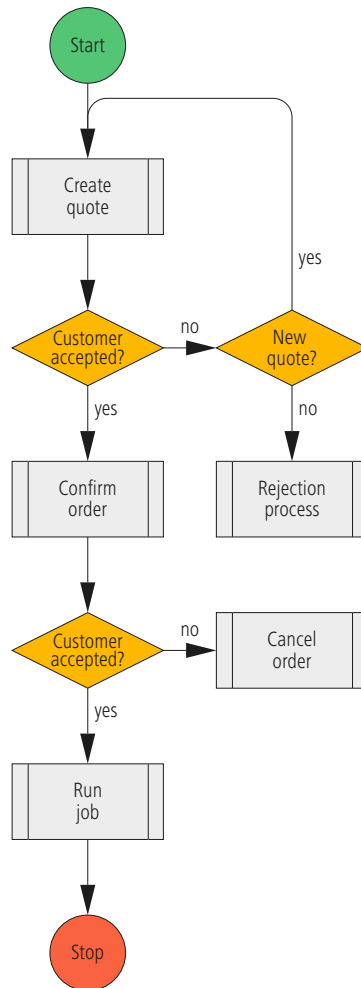 Start
Create
quote
yes
Customer
accepted?
no
New
quote?
yes
no
Confirm
order
Rejection
process
Customer
accepted?
no
Cancel
order
yes
Run
job
Stop